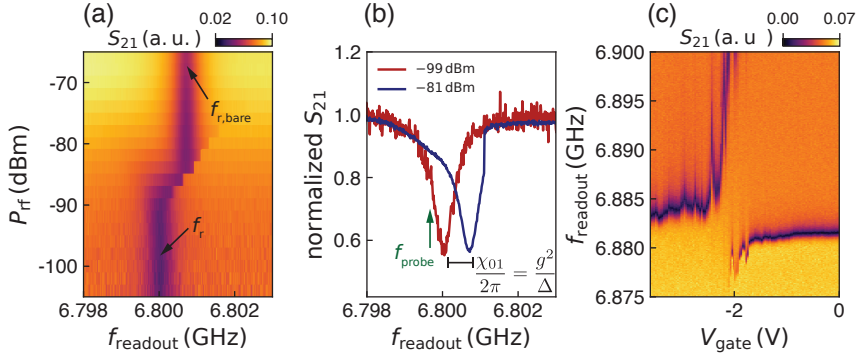 (a)
S21 (a. u.)
0.02
0.10
-70
-80
-90
-100
Prf (dBm)
fr,bare
fr
6.798
6.800
6.803
freadout (GHz)
(b)
1.2
1.0
0.8
0.6
normalized S21
−99 dBm
−81 dBm
fprobe
χ01/2π = g²/Δ
6.798
6.800
6.803
freadout (GHz)
(c)
S21 (a. u
0.00
0.07
6.900
6.895
6.890
6.885
6.880
6.875
freadout (GHz)
-2
0
Vgate (V)